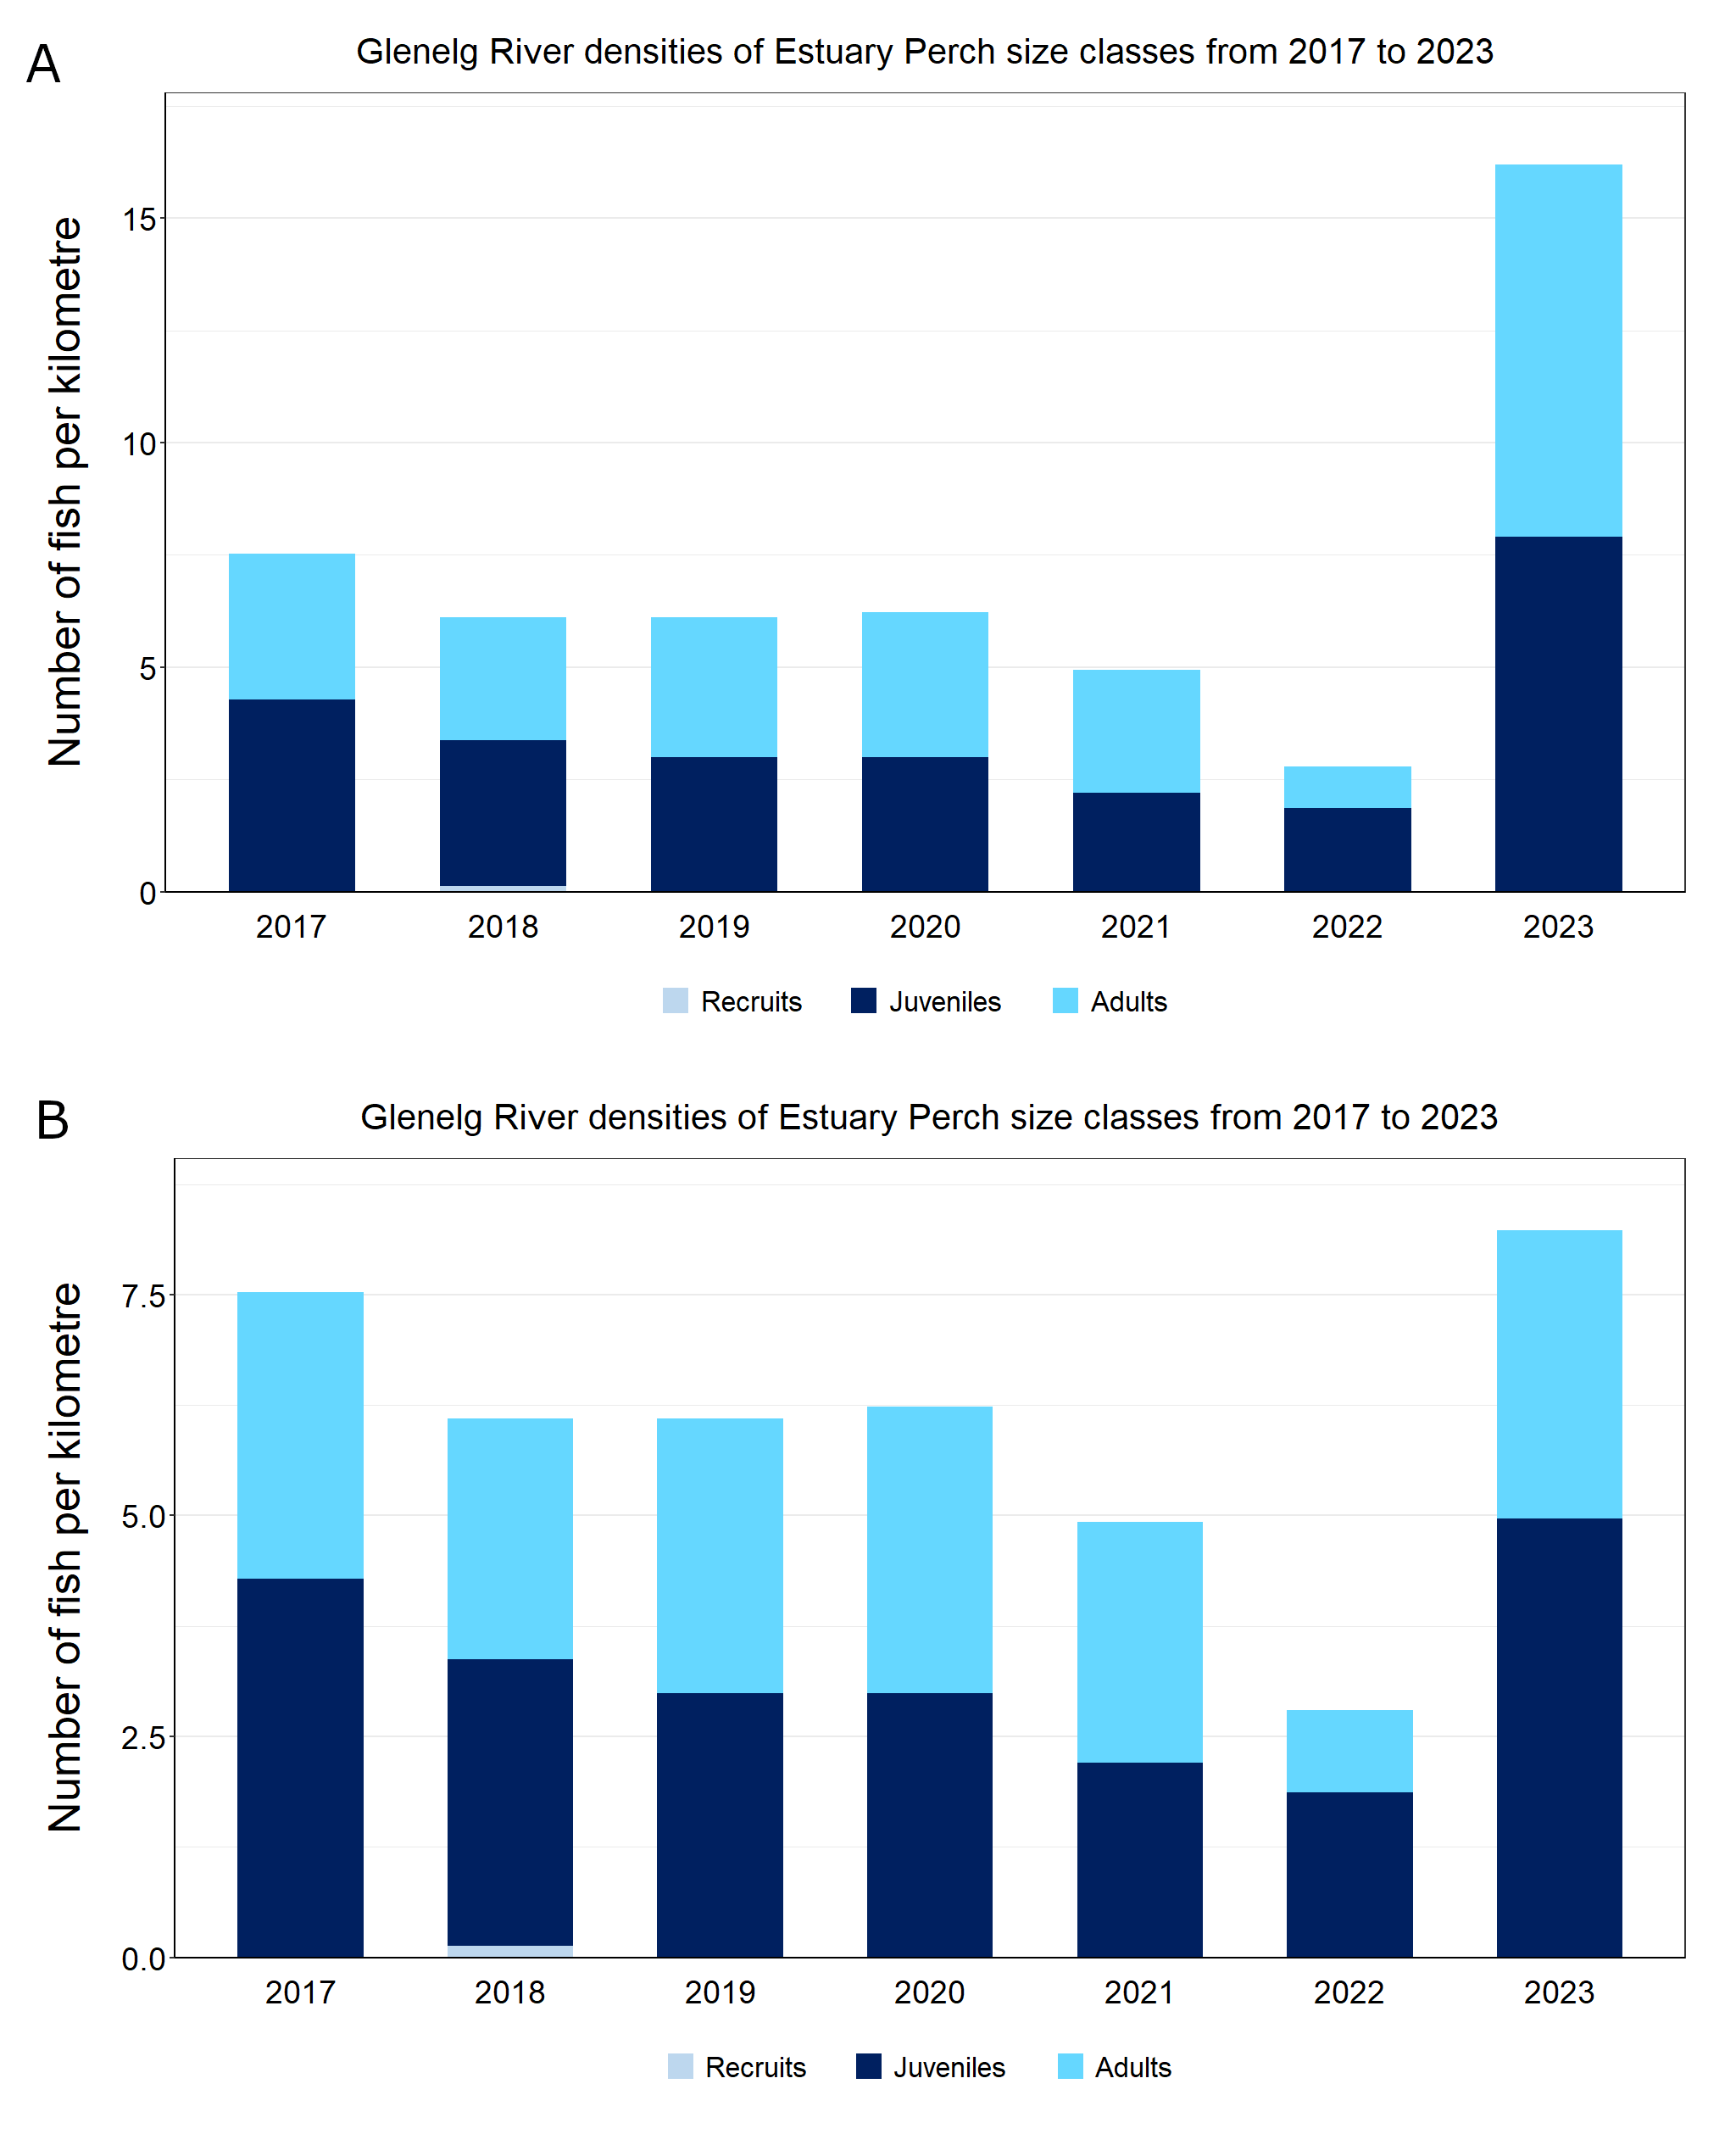 A
Glenelg River densities of Estuary Perch size classes from 2017 to 2023
Number of fish per kilometre
15
10
5
0
2017 2018 2019 2020 2021 2022 2023
Recruits Juveniles Adults
B
Glenelg River densities of Estuary Perch size classes from 2017 to 2023
Number of fish per kilometre
7.5
5.0
2.5
0.0
2017 2018 2019 2020 2021 2022 2023
Recruits Juveniles Adults